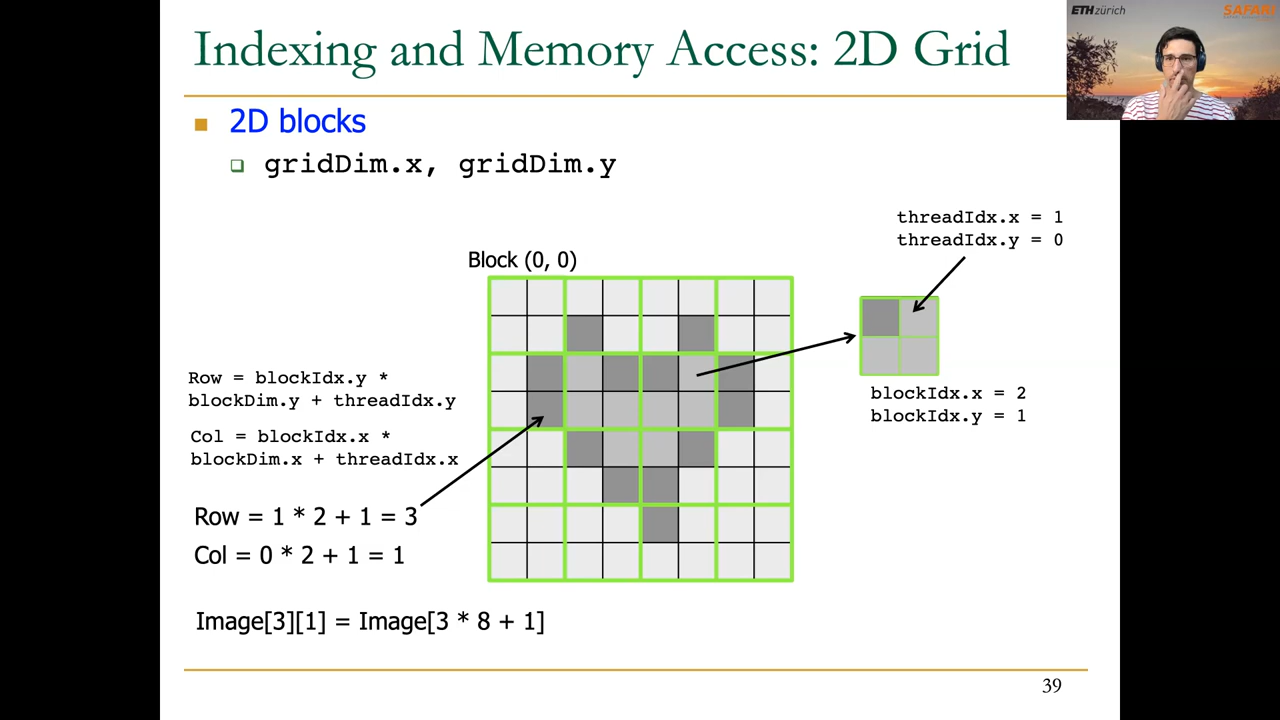 ETHzürich
SAFARI
Indexing and Memory Access: 2D Grid
2D blocks
gridDim.x, gridDim.y
threadIdx.x = 1
threadIdx.y = 0
Block (0, 0)
Row = blockIdx.y *
blockDim.y + threadIdx.y
Col = blockIdx.x *
blockDim.x + threadIdx.x
blockIdx.x = 2
blockIdx.y = 1
Row = 1 * 2 + 1 = 3
Col = 0 * 2 + 1 = 1
Image[3][1] = Image[3 * 8 + 1]
39